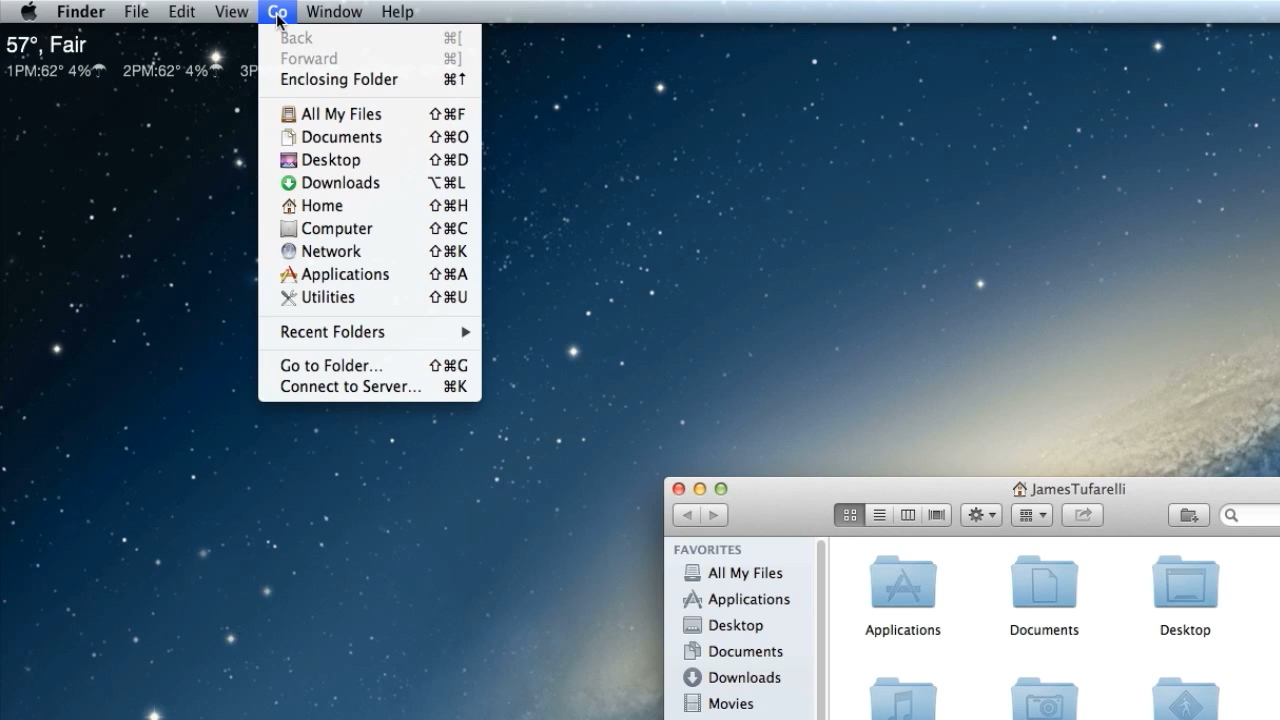 Finder File Edit View Go Window Help
57°, Fair
1PM:62° 4% 2PM:62° 4% 3P
Back ⌘[
Forward ⌘]
Enclosing Folder ⌘↑
All My Files ⇧⌘F
Documents ⇧⌘O
Desktop ⇧⌘D
Downloads ⌥⌘L
Home ⇧⌘H
Computer ⇧⌘C
Network ⇧⌘K
Applications ⇧⌘A
Utilities ⇧⌘U
Recent Folders
Go to Folder... ⇧⌘G
Connect to Server... ⌘K
JamesTufarelli
FAVORITES
All My Files
Applications
Desktop
Documents
Downloads
Movies
Applications Documents Desktop